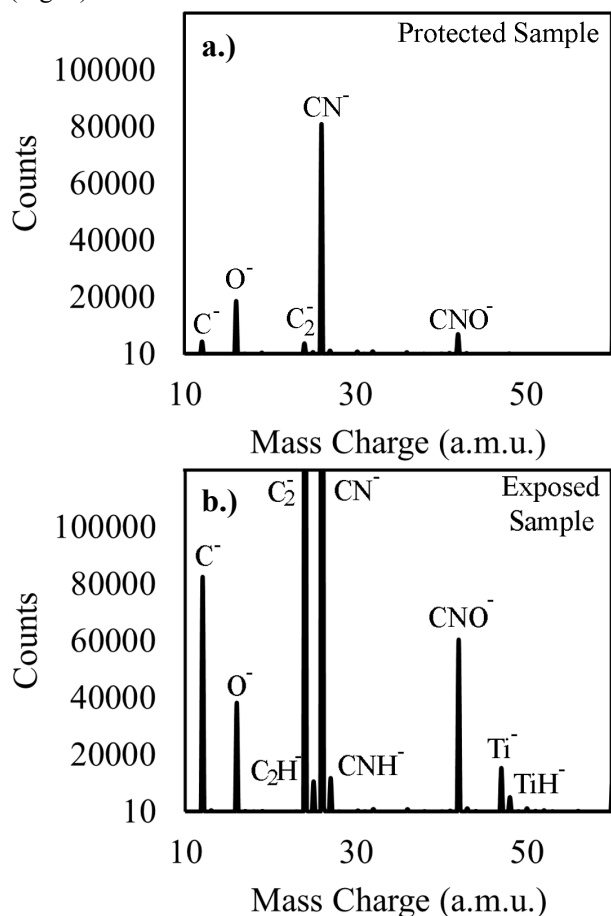 a.)
Protected Sample
100000
80000
60000
40000
20000
10
Counts
C⁻
O⁻
C₂⁻
CN⁻
CNO⁻
10 30 50
Mass Charge (a.m.u.)
b.)
Exposed
Sample
100000
80000
60000
40000
20000
10
Counts
C⁻
O⁻
C₂⁻
CN⁻
C₂H⁻
CNH⁻
CNO⁻
Ti⁻
TiH⁻
10 30 50
Mass Charge (a.m.u.)